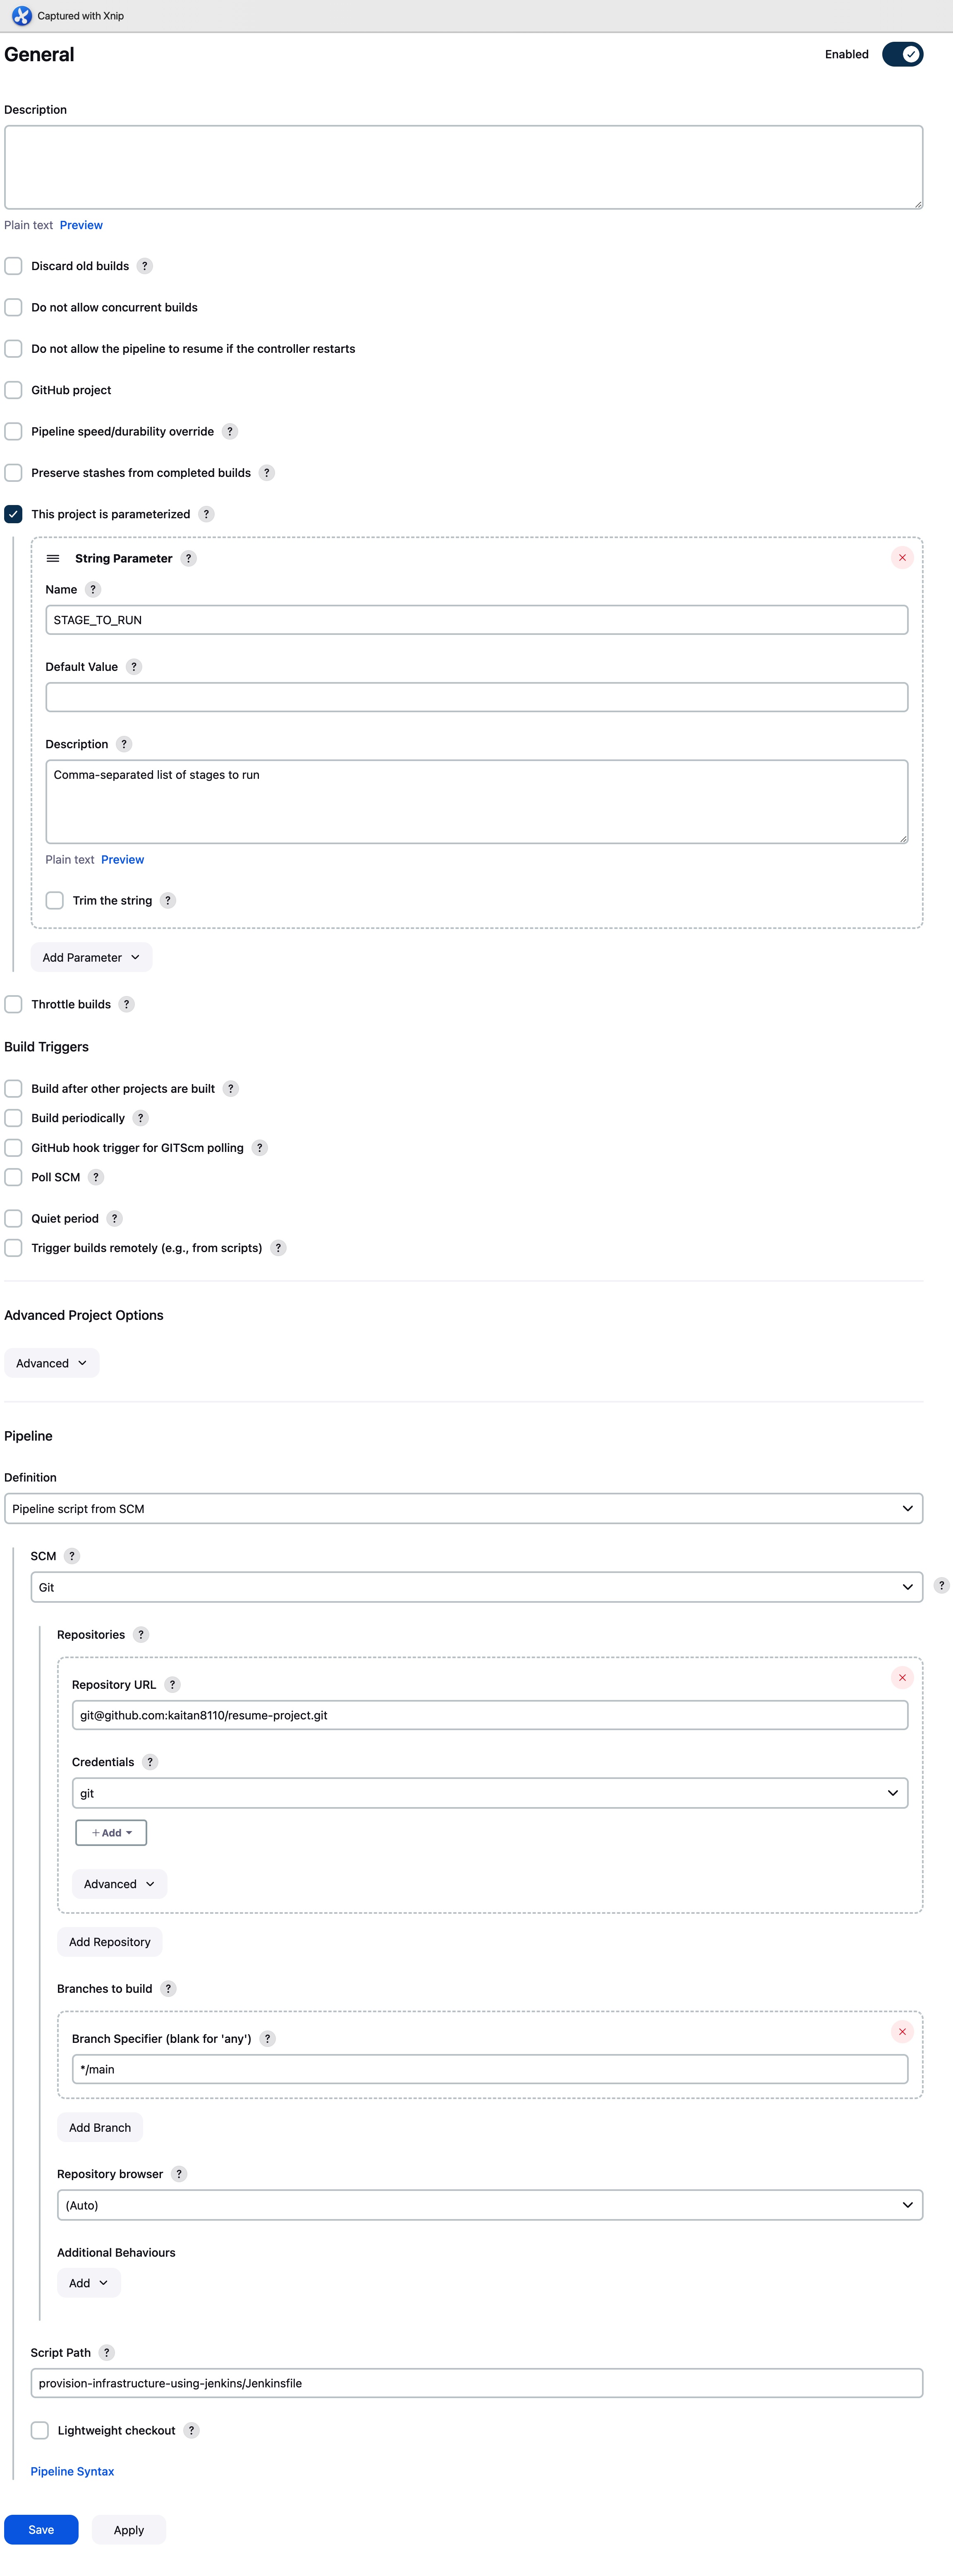 Captured with Xnip
General
Enabled
Description
Plain text Preview
Discard old builds ?
Do not allow concurrent builds
Do not allow the pipeline to resume if the controller restarts
GitHub project
Pipeline speed/durability override ?
Preserve stashes from completed builds ?
This project is parameterized ?
String Parameter ?
Name ?
STAGE_TO_RUN
Default Value ?
Description ?
Comma-separated list of stages to run
Plain text Preview
Trim the string ?
Add Parameter
Throttle builds ?
Build Triggers
Build after other projects are built ?
Build periodically ?
GitHub hook trigger for GITScm polling ?
Poll SCM ?
Quiet period ?
Trigger builds remotely (e.g., from scripts) ?
Advanced Project Options
Advanced
Pipeline
Definition
Pipeline script from SCM
SCM ?
Git
?
Repositories ?
Repository URL ?
git@github.com:kaitan8110/resume-project.git
Credentials ?
git
+ Add
Advanced
Add Repository
Branches to build ?
Branch Specifier (blank for 'any') ?
*/main
Add Branch
Repository browser ?
(Auto)
Additional Behaviours
Add
Script Path ?
provision-infrastructure-using-jenkins/Jenkinsfile
Lightweight checkout ?
Pipeline Syntax
Save
Apply